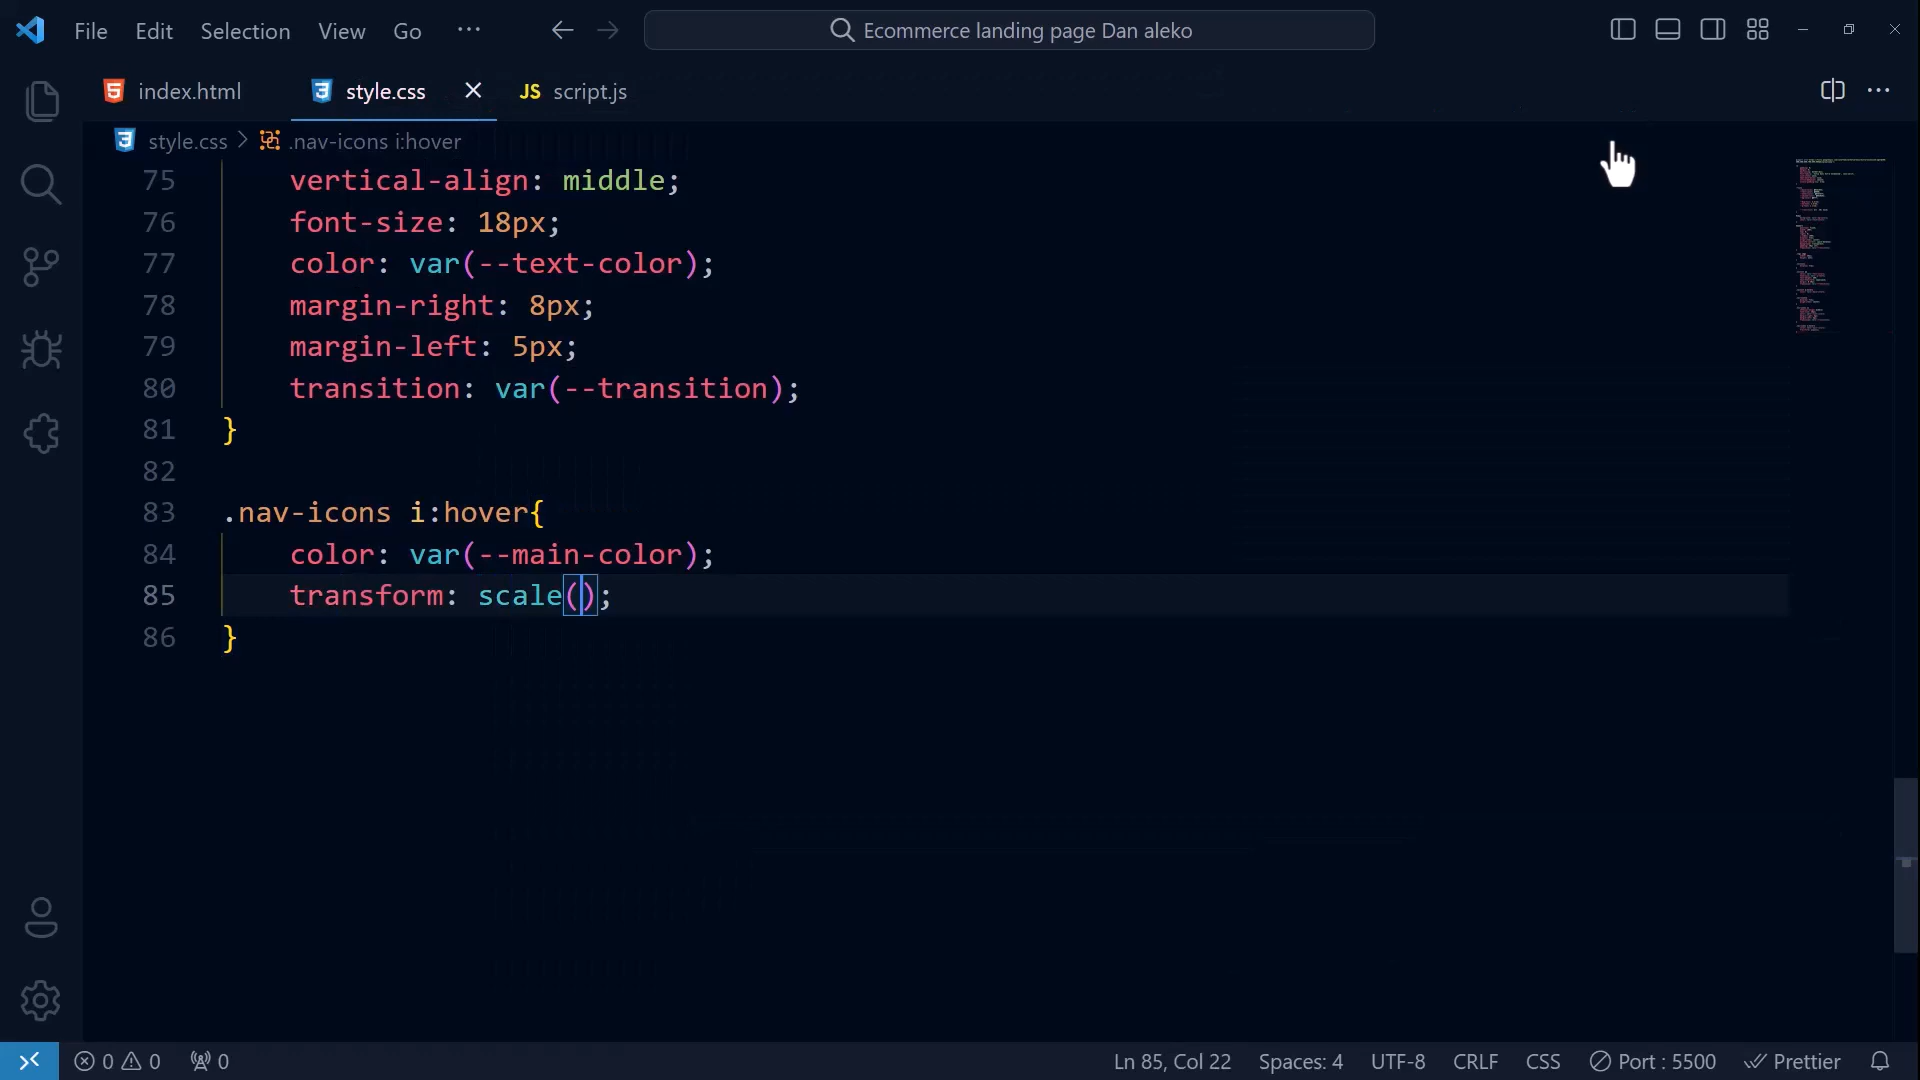 File Edit Selection View Go ··· Ecommerce landing page Dan aleko
index.html style.css JS script.js
style.css > .nav-icons i:hover
75 vertical-align: middle;
76 font-size: 18px;
77 color: var(--text-color);
78 margin-right: 8px;
79 margin-left: 5px;
80 transition: var(--transition);
81 }
82
83 .nav-icons i:hover{
84 color: var(--main-color);
85 transform: scale();
86 }
0 0 0 Ln 85, Col 22 Spaces: 4 UTF-8 CRLF CSS Port : 5500 Prettier